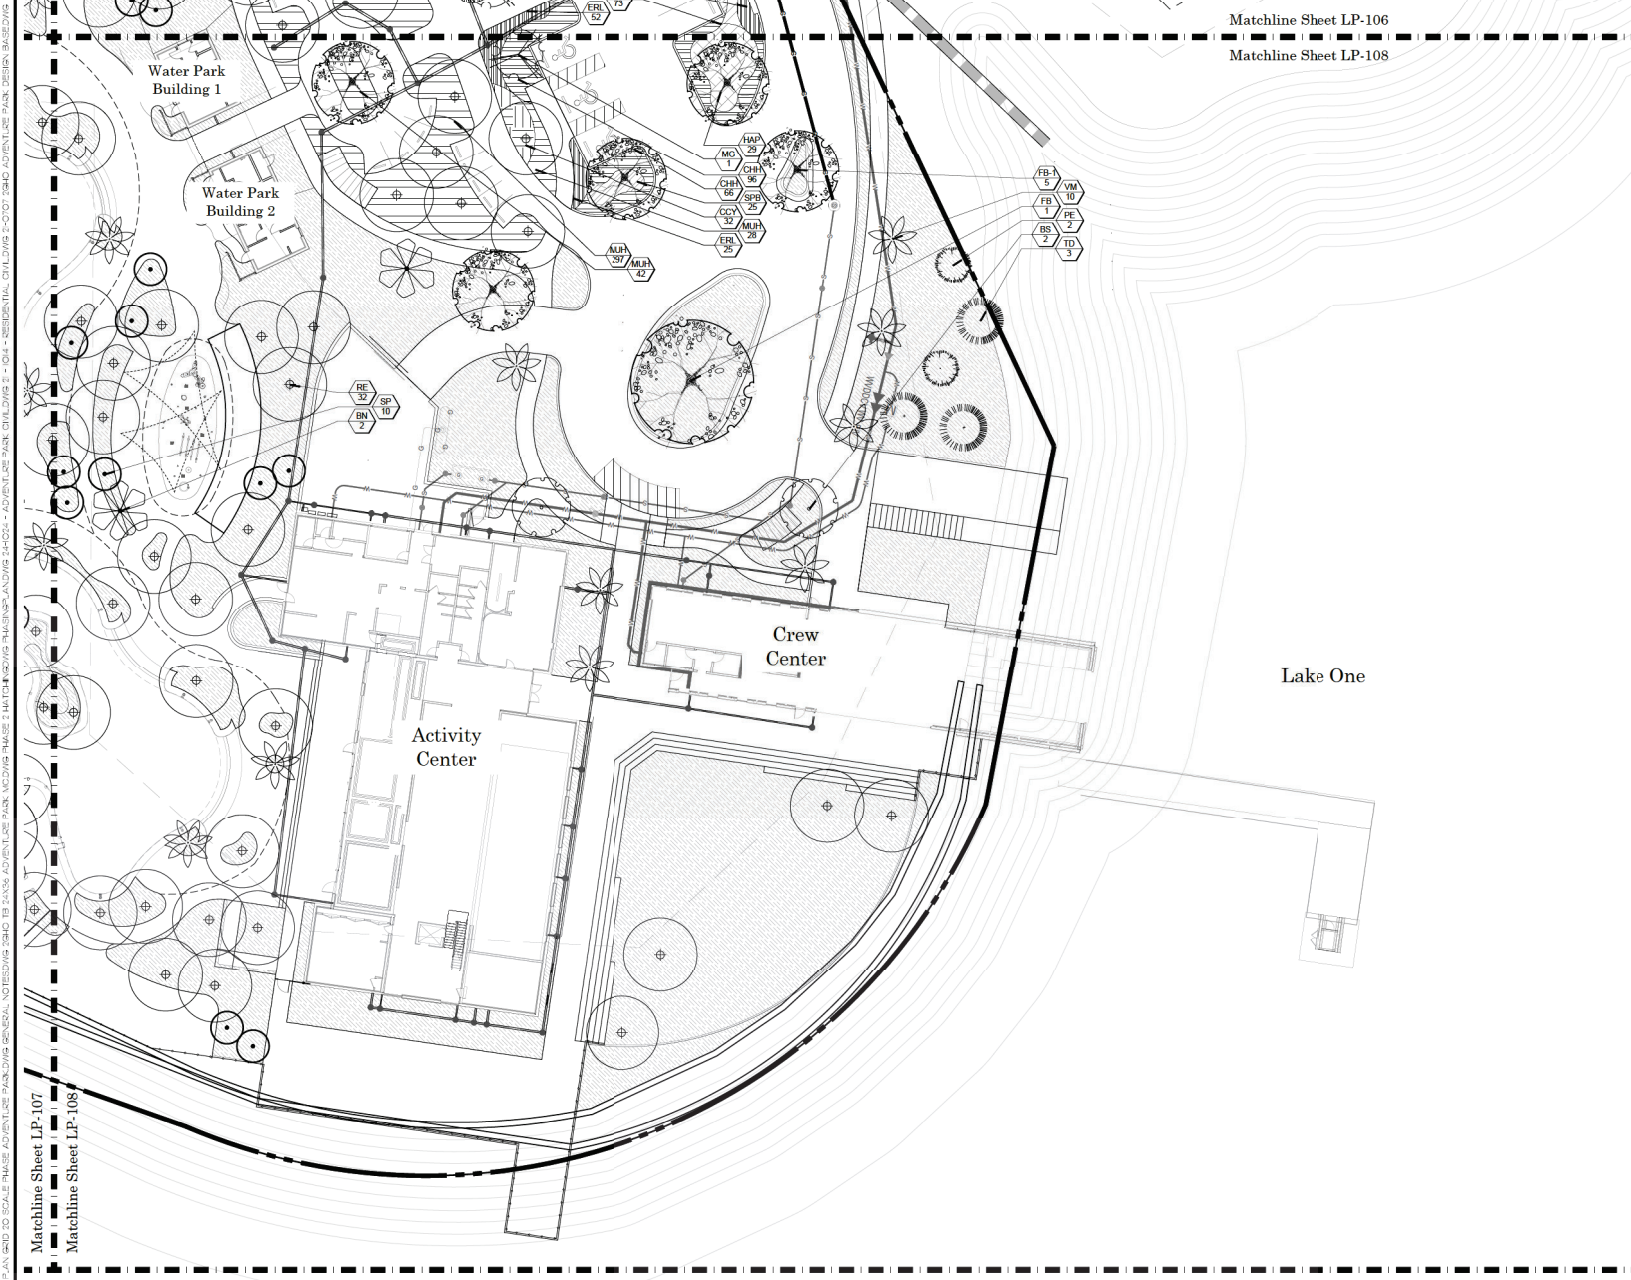 Matchline Sheet LP-106
Matchline Sheet LP-108
ERL
52
73
Water Park
Building 1
Water Park
Building 2
HAP
29
MG
1
CHH
96
CHH
66
SPB
25
CCY
32
MUH
28
ERL
25
MUH
42
FB-1
5
VM
10
FB
1
PE
2
BS
2
TD
3
RE
32
SP
10
BN
2
Crew
Center
Activity
Center
Lake One
Matchline Sheet LP-107
Matchline Sheet LP-108